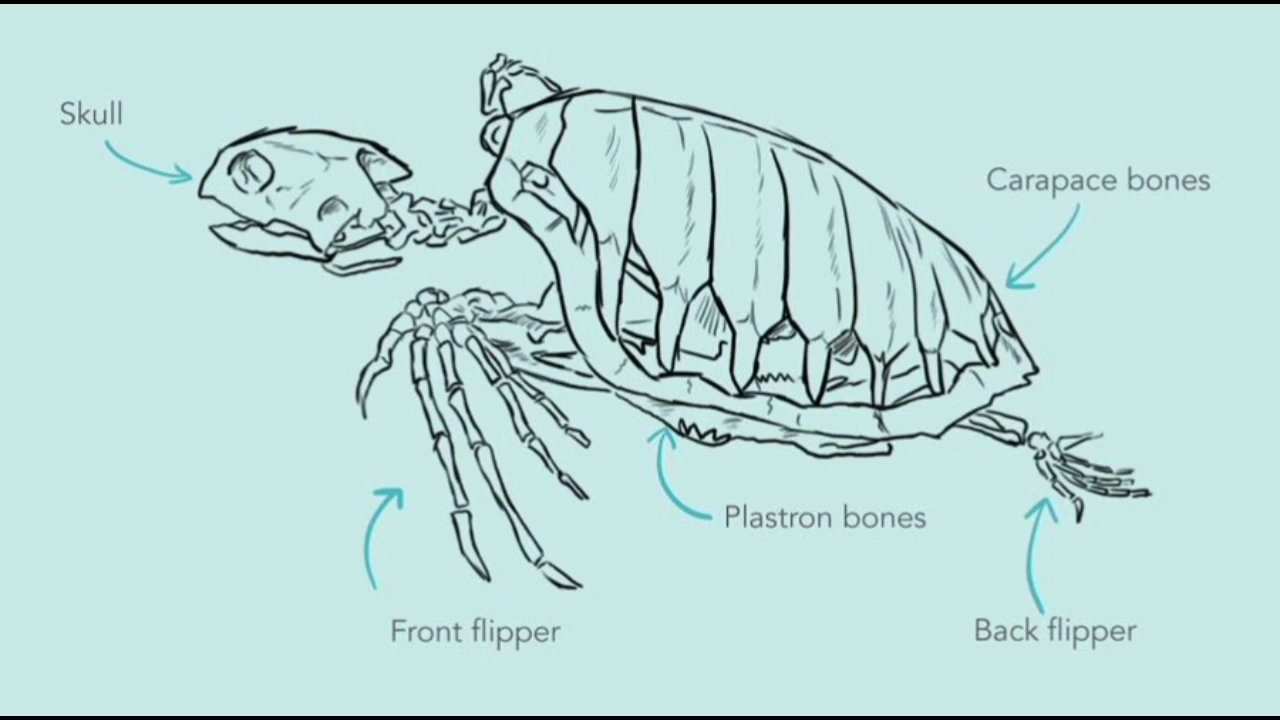 Skull
Carapace bones
Plastron bones
Front flipper
Back flipper